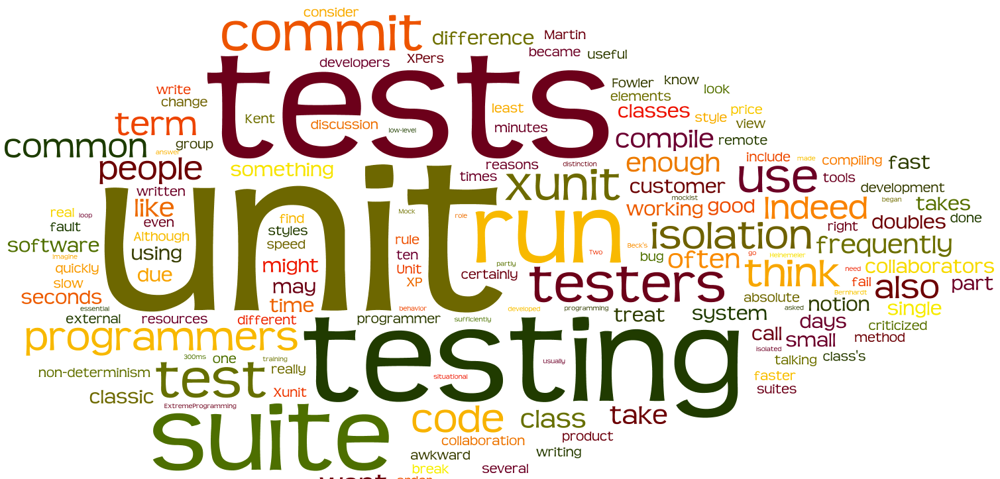 consider
commit
difference
Martin
became
useful
developers
XPers
tests
write
change
Fowler
know
look
elements
least
classes
price
style
view
Kent
discussion
low-level
minutes
term
common
group
answer
compile
remote
people
something
reasons
distinction
enough
include
made
compiling
fast
times
xunit
use
tools
customer
development
written
unit
mockist
began
takes
like
working
good
Indeed
doubles
done
real
loop
fault
even
find
Mock
role
run
right
Although
styles
speed
rule
isolation
frequently
software
using
ten
Two
Beck's
bug
often
go
Heinemeier
imagine
quickly
due
might
Unit
partly
certainly
testers
think
need
collaborators
slow
may
XP
fail
also
part
seconds
time
Bernhardt
absolute
essential
behavior
developed
programming
treat
system
asked
notion
single
external
resources
different
programmer
sufficiently
days
criticized
programmers
testing
call
small
method
isolated
300ms
one
training
usually
talking
class's
non-determinism
test
really
situational
faster
classic
Xunit
suites
ExtremeProgramming
suite
code
class
take
collaboration
product
awkward
writing
break
several
want